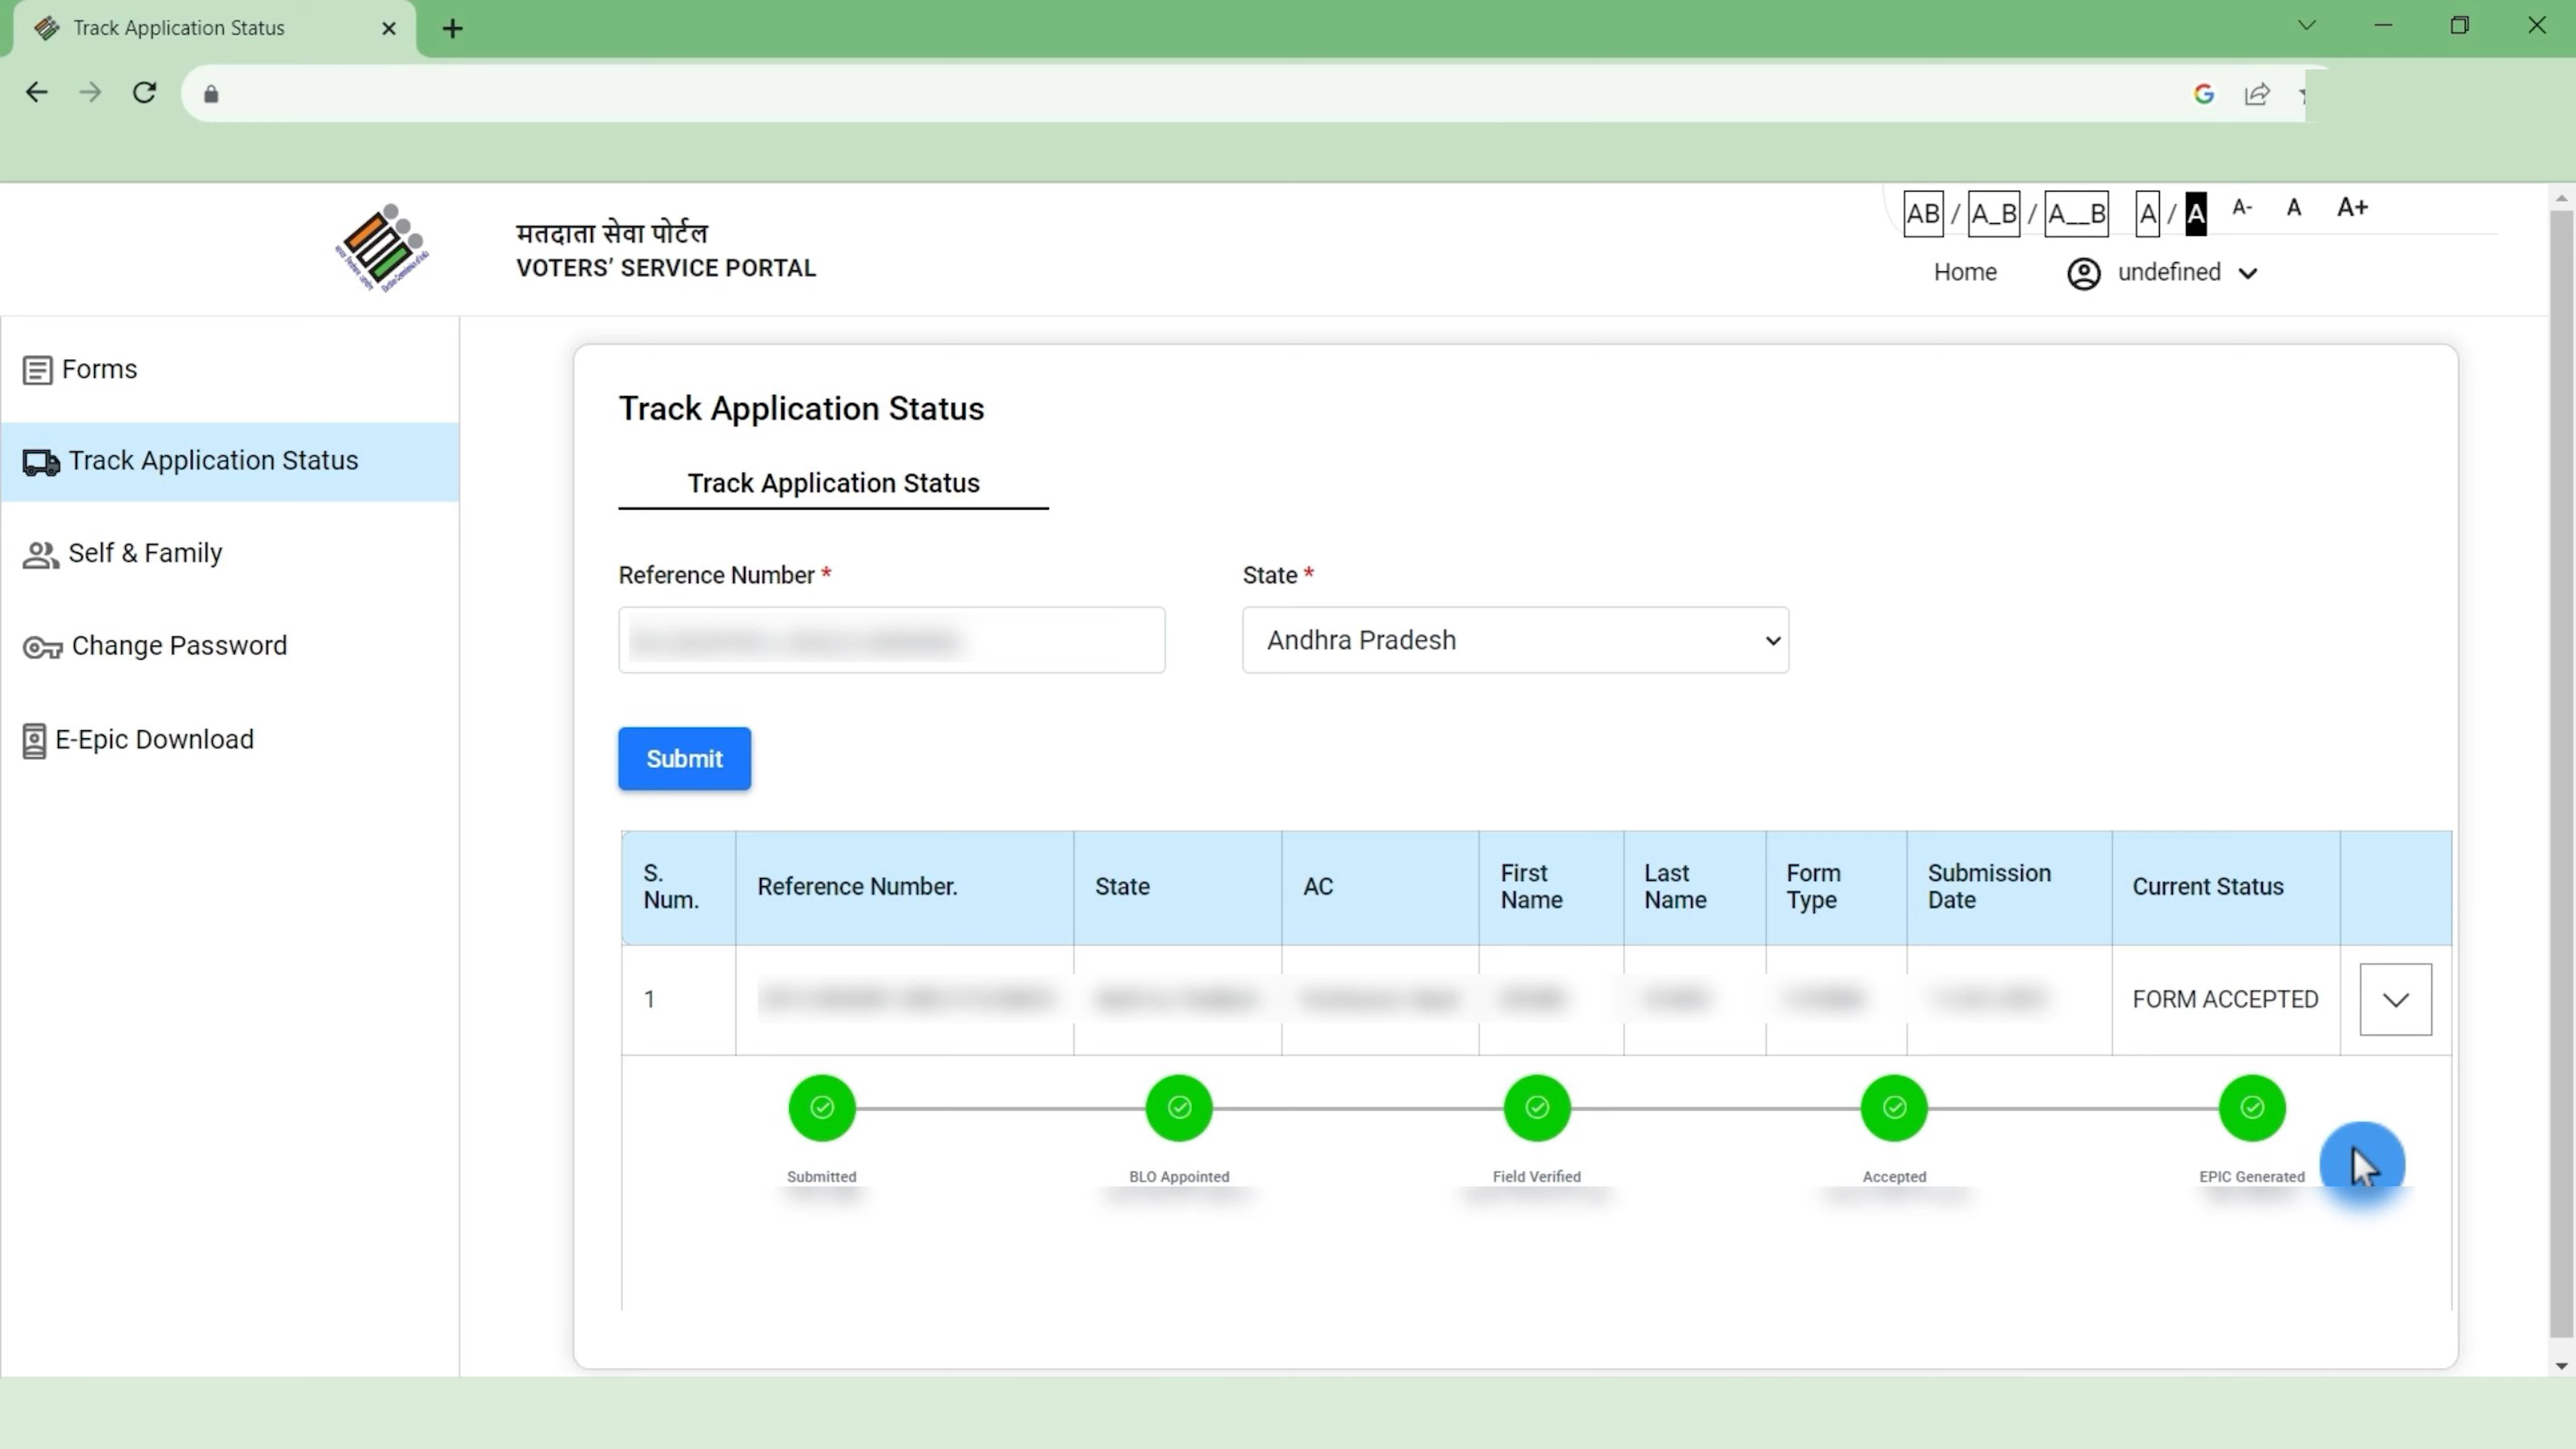 Track Application Status
मतदाता सेवा पोर्टल
VOTERS’ SERVICE PORTAL
AB / A_B / A__B A / A A- A A+
Home undefined
Forms
Track Application Status
Self & Family
Change Password
E-Epic Download
Track Application Status
Track Application Status
Reference Number * State *
Andhra Pradesh
Submit
S. Num. Reference Number. State AC First Name Last Name Form Type Submission Date Current Status
1 FORM ACCEPTED
Submitted BLO Appointed Field Verified Accepted EPIC Generated